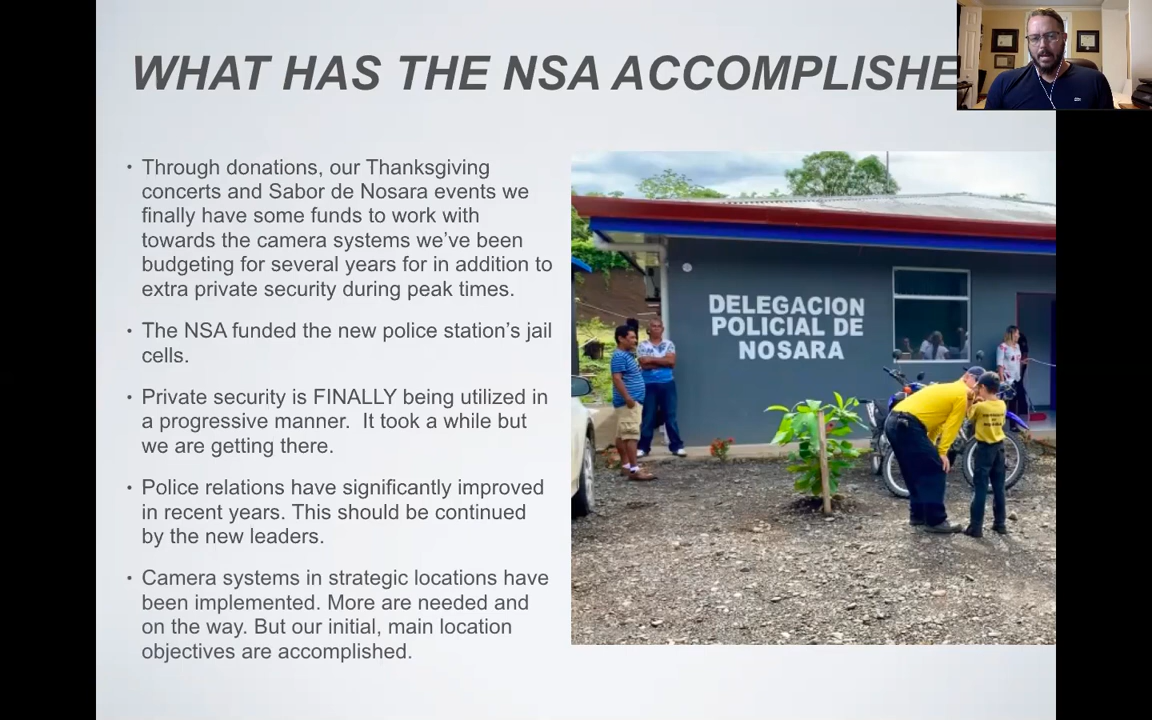 WHAT HAS THE NSA ACCOMPLISHE
• Through donations, our Thanksgiving
concerts and Sabor de Nosara events we
finally have some funds to work with
towards the camera systems we've been
budgeting for several years for in addition to
extra private security during peak times.
• The NSA funded the new police station's jail
cells.
• Private security is FINALLY being utilized in
a progressive manner.  It took a while but
we are getting there.
• Police relations have significantly improved
in recent years. This should be continued
by the new leaders.
• Camera systems in strategic locations have
been implemented. More are needed and
on the way. But our initial, main location
objectives are accomplished.
DELEGACION
POLICIAL DE
NOSARA